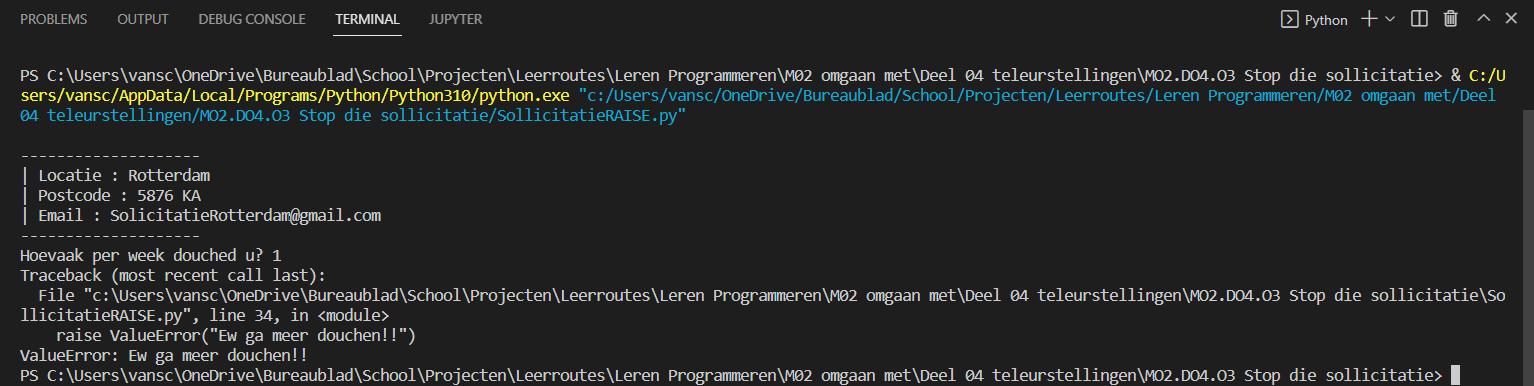 PROBLEMS OUTPUT DEBUG CONSOLE TERMINAL JUPYTER Python
PS C:\Users\vansc\OneDrive\Bureaublad\School\Projecten\Leerroutes\Leren Programmeren\M02 omgaan met\Deel 04 teleurstellingen\MO2.DO4.O3 Stop die sollicitatie> & C:/U
sers/vansc/AppData/Local/Programs/Python/Python310/python.exe "c:/Users/vansc/OneDrive/Bureaublad/School/Projecten/Leerroutes/Leren Programmeren/M02 omgaan met/Deel
04 teleurstellingen/MO2.DO4.O3 Stop die sollicitatie/SollicitatieRAISE.py"
--------------------
| Locatie : Rotterdam
| Postcode : 5876 KA
| Email : SolicitatieRotterdam@gmail.com
--------------------
Hoevaak per week douched u? 1
Traceback (most recent call last):
  File "c:\Users\vansc\OneDrive\Bureaublad\School\Projecten\Leerroutes\Leren Programmeren\M02 omgaan met\Deel 04 teleurstellingen\MO2.DO4.O3 Stop die sollicitatie\So
llicitatieRAISE.py", line 34, in <module>
    raise ValueError("Ew ga meer douchen!!")
ValueError: Ew ga meer douchen!!
PS C:\Users\vansc\OneDrive\Bureaublad\School\Projecten\Leerroutes\Leren Programmeren\M02 omgaan met\Deel 04 teleurstellingen\MO2.DO4.O3 Stop die sollicitatie>